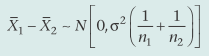 X̄₁ − X̄₂ ~ N[0, σ²(1/n₁ + 1/n₂)]